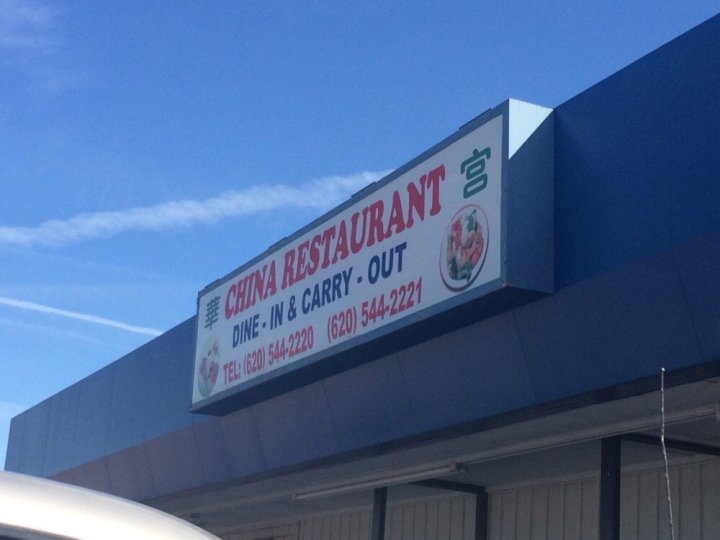 華 CHINA RESTAURANT 宮
DINE - IN & CARRY - OUT
TEL: (620) 544-2220 (620) 544-2221